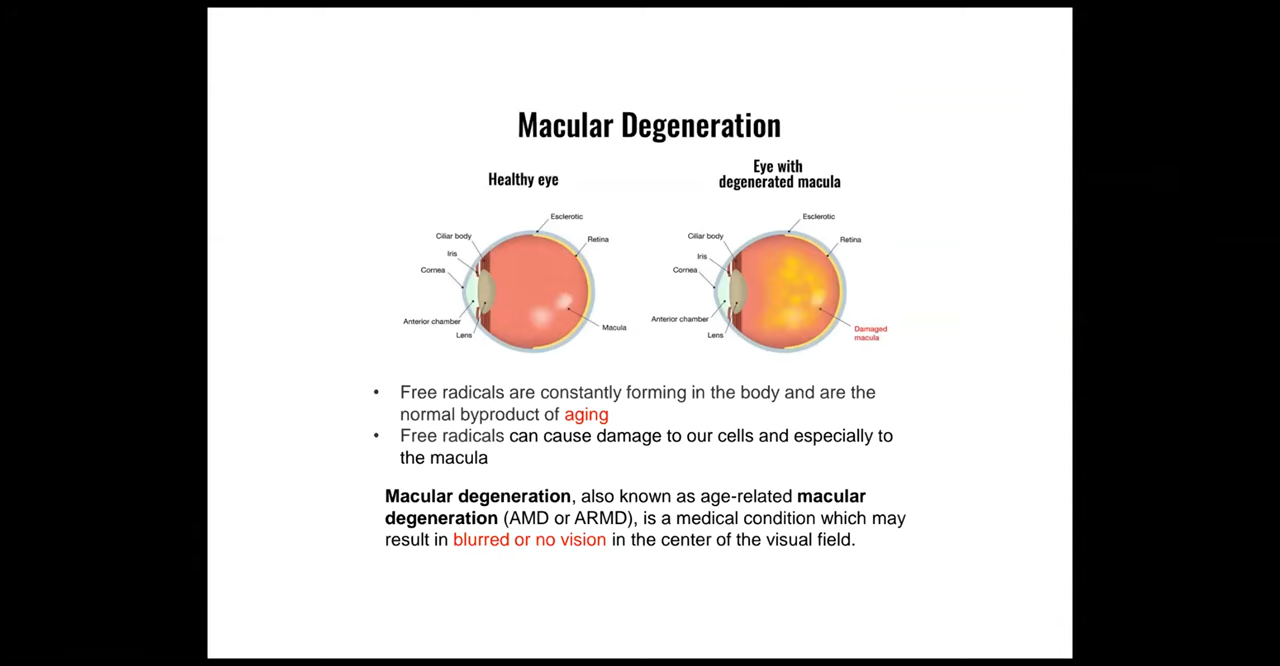 Macular Degeneration
Healthy eye
Eye with
degenerated macula
Esclerotic
Ciliar body
Retina
Iris
Cornea
Anterior chamber
Lens
Macula
Esclerotic
Ciliar body
Retina
Iris
Cornea
Anterior chamber
Lens
Damaged
macula
• Free radicals are constantly forming in the body and are the
normal byproduct of aging
• Free radicals can cause damage to our cells and especially to
the macula
Macular degeneration, also known as age-related macular
degeneration (AMD or ARMD), is a medical condition which may
result in blurred or no vision in the center of the visual field.